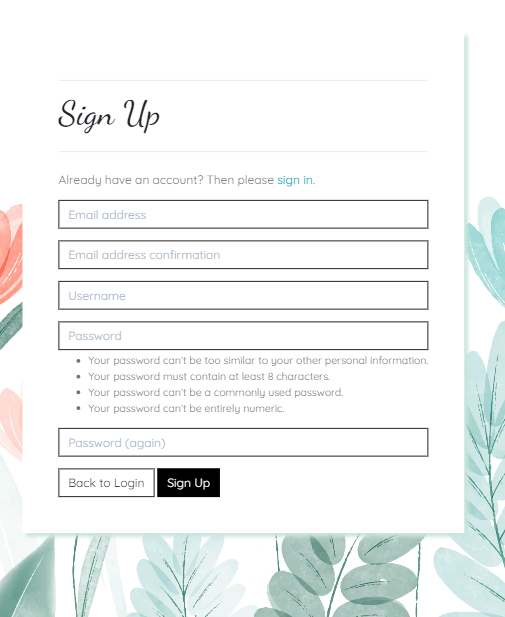 Sign Up
Already have an account? Then please sign in.
Email address
Email address confirmation
Username
Password
Your password can't be too similar to your other personal information.
Your password must contain at least 8 characters.
Your password can't be a commonly used password.
Your password can't be entirely numeric.
Password (again)
Back to Login Sign Up